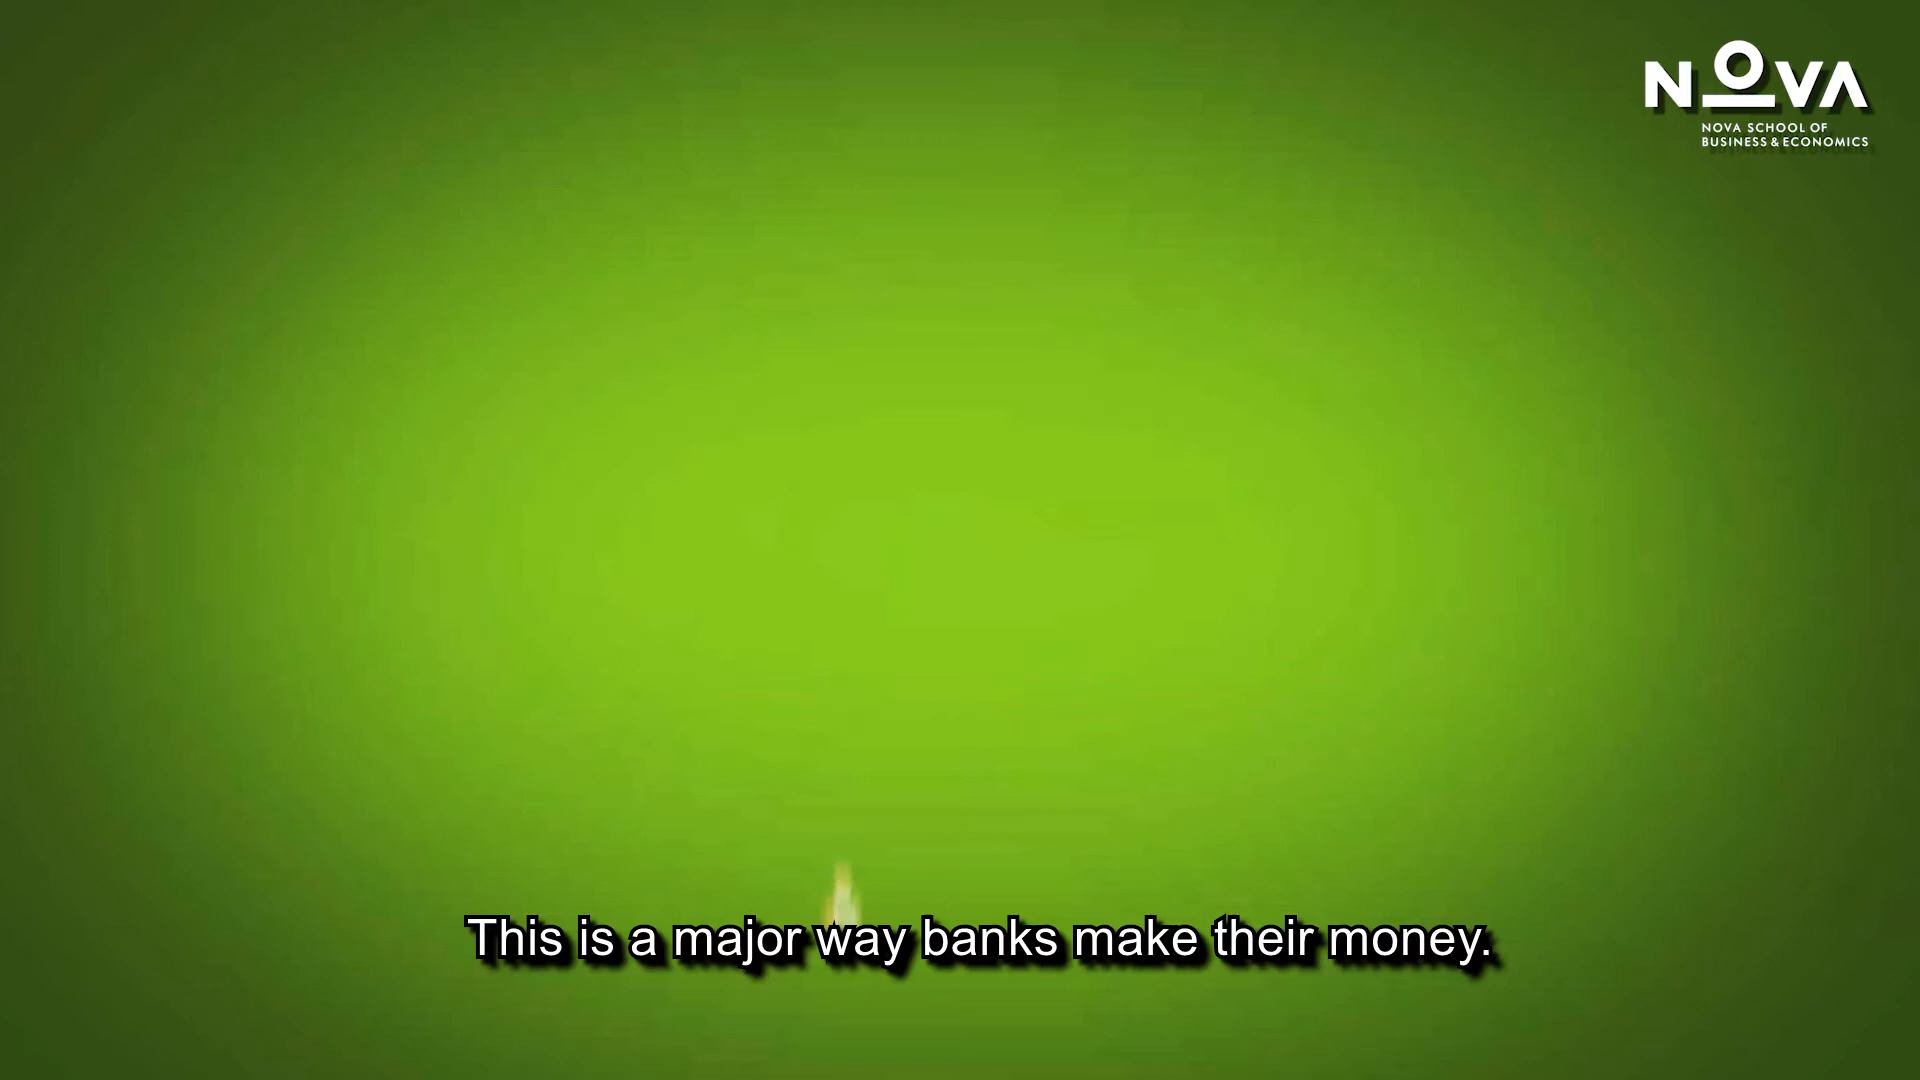 NOVA
NOVA SCHOOL OF
BUSINESS & ECONOMICS
This is a major way banks make their money.